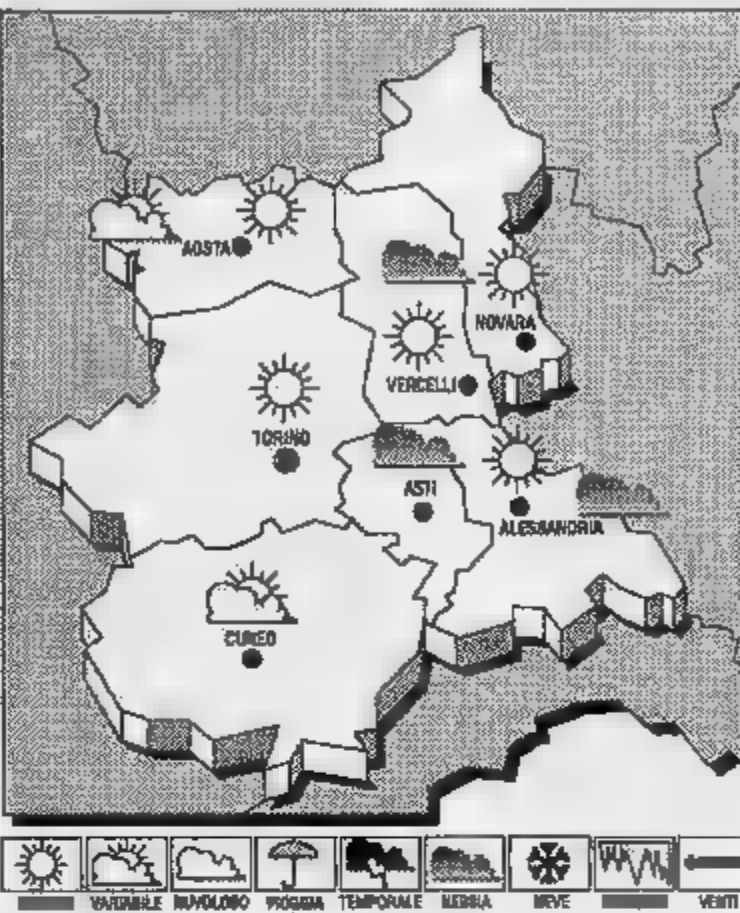 AOSTA
NOVARA
VERCELLI
TORINO
ASTI
ALESSANDRIA
CUNEO
VARIABILE NUVOLOSO PIOGGIA TEMPORALE NEBBIA NEVE VENTI